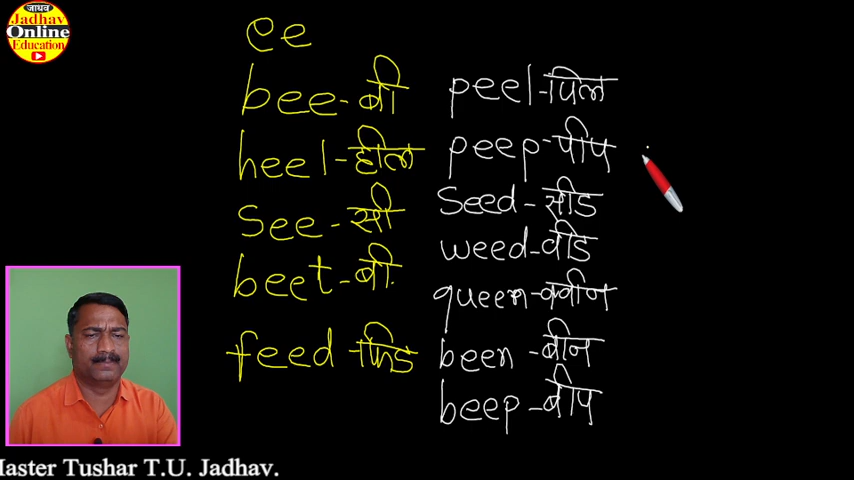 जाधव
Jadhav
Online
Education
ee
bee-बी
heel-हील
see-सी
beet-बी.
feed-फिड
peel-पिल
peep-पीप
Seed-सीड
weed-वीड
queen-क्वीन
been-बीन
beep-बीप
Master Tushar T.U. Jadhav.